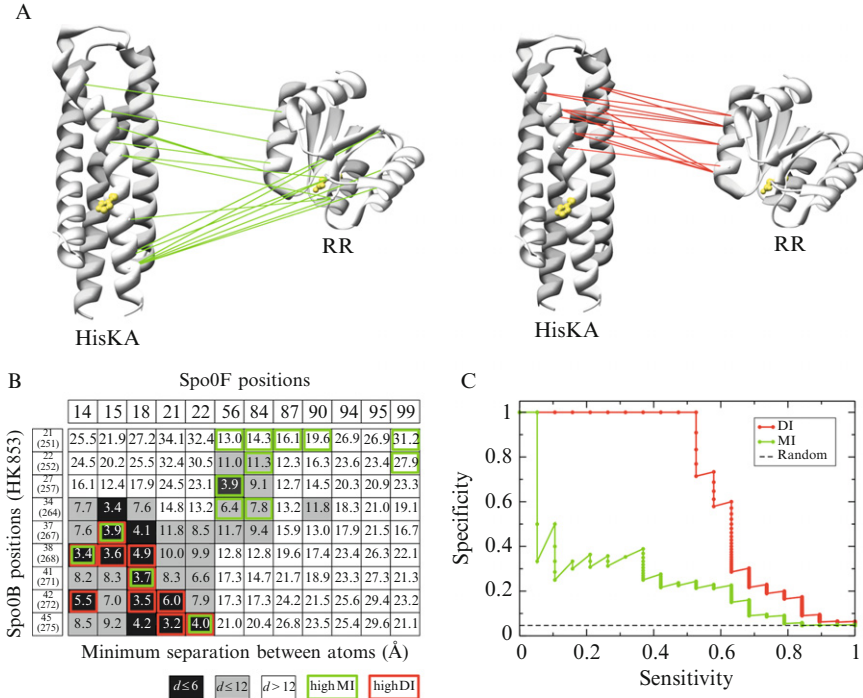 A
HisKA
RR
HisKA
RR
B
Spo0F positions
14 15 18 21 22 56 84 87 90 94 95 99
Spo0B positions (HK853)
21 (251) 25.5 21.9 27.2 34.1 32.4 13.0 14.3 16.1 19.6 26.9 26.9 31.2
22 (252) 24.5 20.2 25.5 32.4 30.5 11.0 11.3 12.3 16.3 23.6 23.4 27.9
27 (257) 16.1 12.4 17.9 24.5 23.1 3.9 9.1 12.7 14.5 20.3 20.9 23.3
34 (264) 7.7 3.4 7.6 14.8 13.2 6.4 7.8 13.2 11.8 18.3 21.0 19.1
37 (267) 7.6 3.9 4.1 11.8 8.5 11.7 9.4 15.9 13.0 17.9 21.5 16.7
38 (268) 3.4 3.6 4.9 10.0 9.9 12.8 12.8 19.6 17.4 23.4 26.3 22.1
41 (271) 8.2 8.3 3.7 8.3 6.6 17.3 14.7 21.7 18.9 23.3 27.3 21.3
42 (272) 5.5 7.0 3.5 6.0 7.9 17.3 17.3 24.2 21.5 25.6 29.4 23.2
45 (275) 8.5 9.2 4.2 3.2 4.0 21.0 20.4 26.8 23.5 25.4 29.6 21.1
Minimum separation between atoms (Å)
d ≤ 6 d ≤ 12 d > 12 high MI high DI
C
Specificity
1
0.8
0.6
0.4
0.2
0
0 0.2 0.4 0.6 0.8 1
Sensitivity
DI
MI
Random